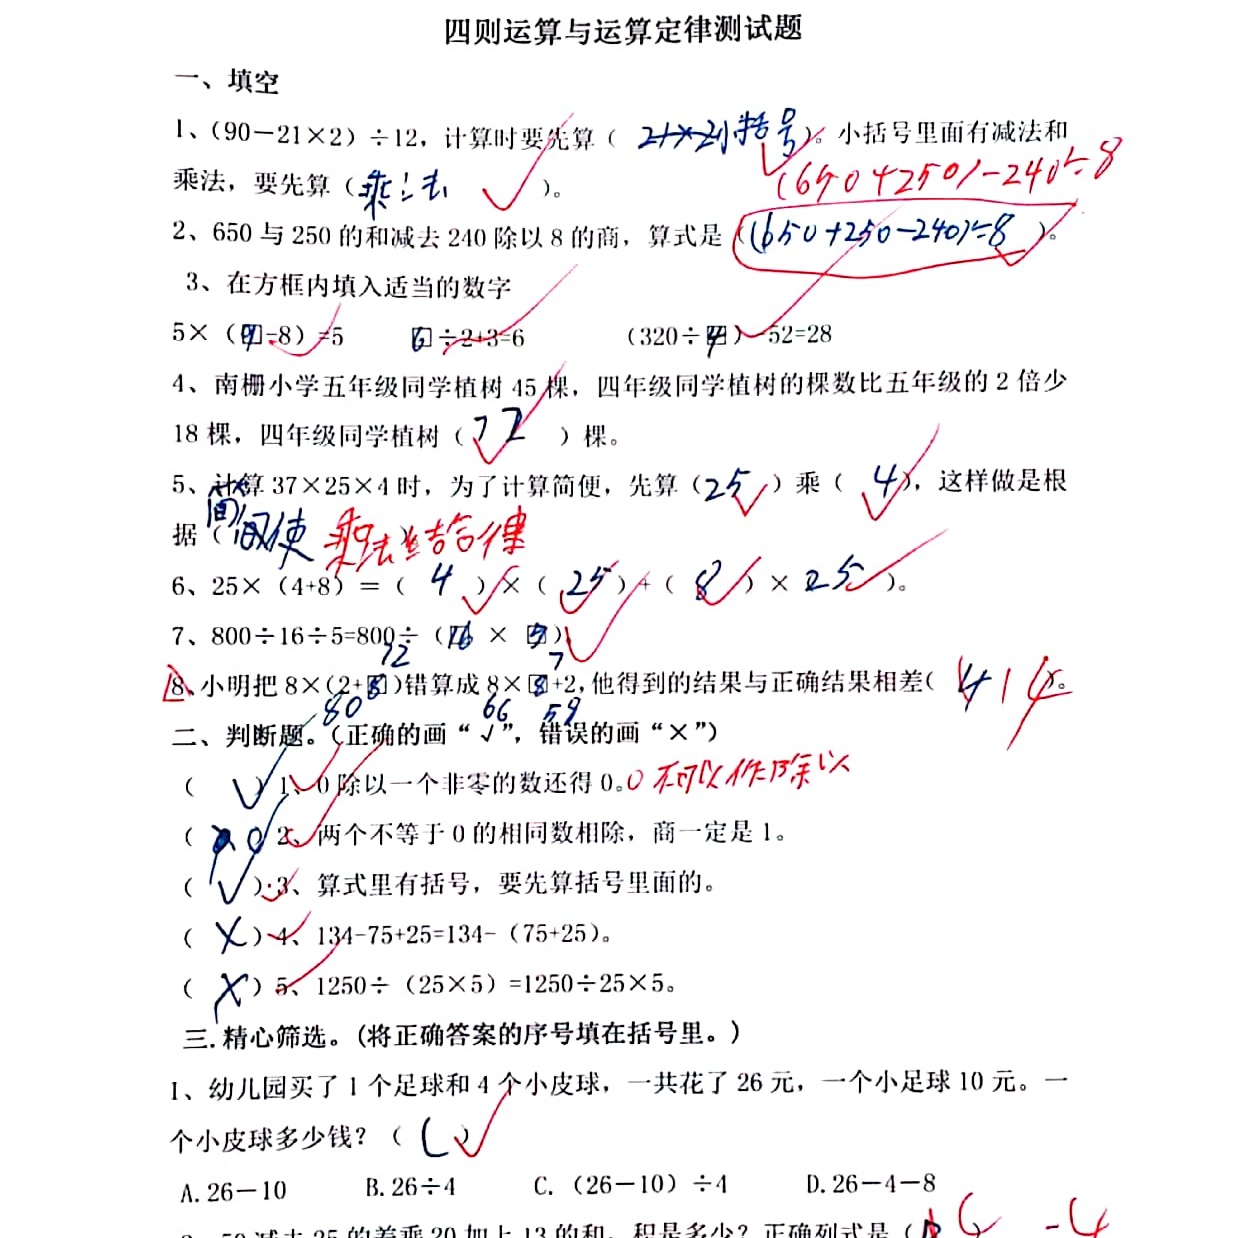 四则运算与运算定律测试题
一、填空
1、(90－21×2)÷12，计算时要先算（ 小括号 ）。小括号里面有减法和
乘法，要先算（乘法 ）。
(650+250)-240÷8
2、650 与 250 的和减去 240 除以 8 的商，算式是（(650+250-240)÷8 ）。
3、在方框内填入适当的数字
5×（9-8）=5 6÷2+3=6 （320÷4）-52=28
4、南栅小学五年级同学植树 45 棵，四年级同学植树的棵数比五年级的 2 倍少
18 棵，四年级同学植树（ 72 ）棵。
5、计算 37×25×4 时，为了计算简便，先算（25 ）乘（ 4 ），这样做是根
据（ 乘法结合律
6、25×（4+8）＝（ 4 ）×（ 25 ）+（ 8 ）× 25 ）。
7、800÷16÷5=800÷（16 × 5）
72 7
8、小明把 8×(2+8)错算成 8×8+2,他得到的结果与正确结果相差( 14 )。
80 66 59
二、判断题。（正确的画“√”，错误的画“×”）
（ √ ）1、0 除以一个非零的数还得 0。0 不可以作除以
（ ）2、两个不等于 0 的相同数相除，商一定是 1。
（ √ ）3、算式里有括号，要先算括号里面的。
（ × ）4、134-75+25=134-（75+25）。
（ × ）5、1250÷（25×5）=1250÷25×5。
三.精心筛选。(将正确答案的序号填在括号里。)
1、幼儿园买了 1 个足球和 4 个小皮球，一共花了 26 元，一个小足球 10 元。一
个小皮球多少钱？（ C ）
A.26－10 B.26÷4 C.（26－10）÷4 D.26－4－8
-4
2、50 减去 25 的差乘 20 加上 13 的和，积是多少？正确列式是（